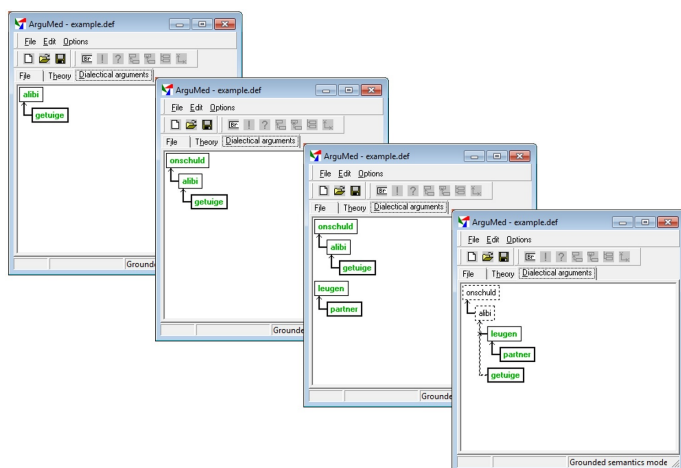 ArguMed - example.def
File Edit Options
File Theory Dialectical arguments
alibi
getuige
Grounde
ArguMed - example.def
File Edit Options
File Theory Dialectical arguments
onschuld
alibi
getuige
Grounde
ArguMed - example.def
File Edit Options
File Theory Dialectical arguments
onschuld
alibi
getuige
leugen
partner
Grounde
ArguMed - example.def
File Edit Options
File Theory Dialectical arguments
onschuld
alibi
leugen
partner
getuige
Grounded semantics mode